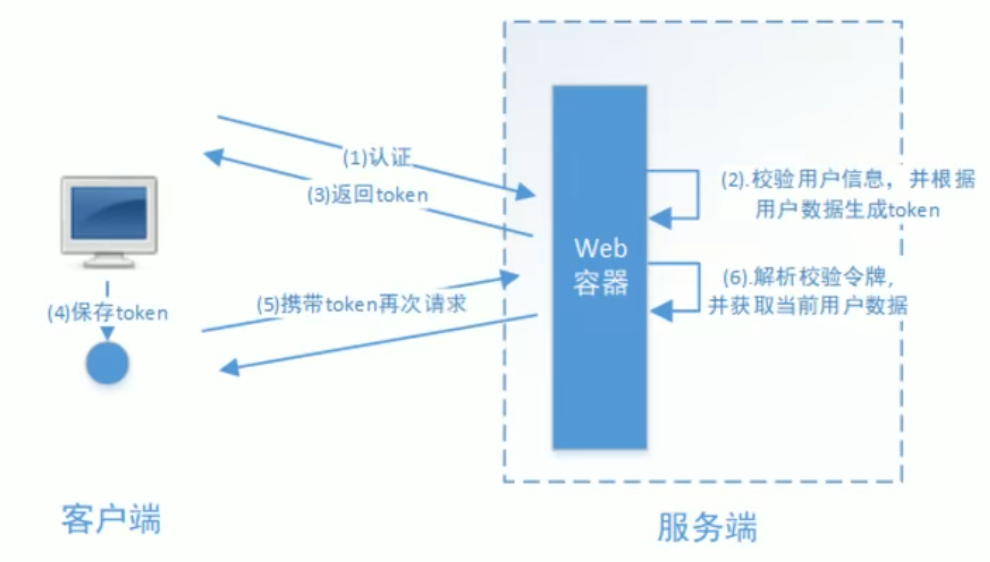 (1)认证
(3)返回token
(2).校验用户信息，并根据
用户数据生成token
Web
容器
(6).解析校验令牌，
并获取当前用户数据
(4)保存token
(5)携带token再次请求
客户端
服务端